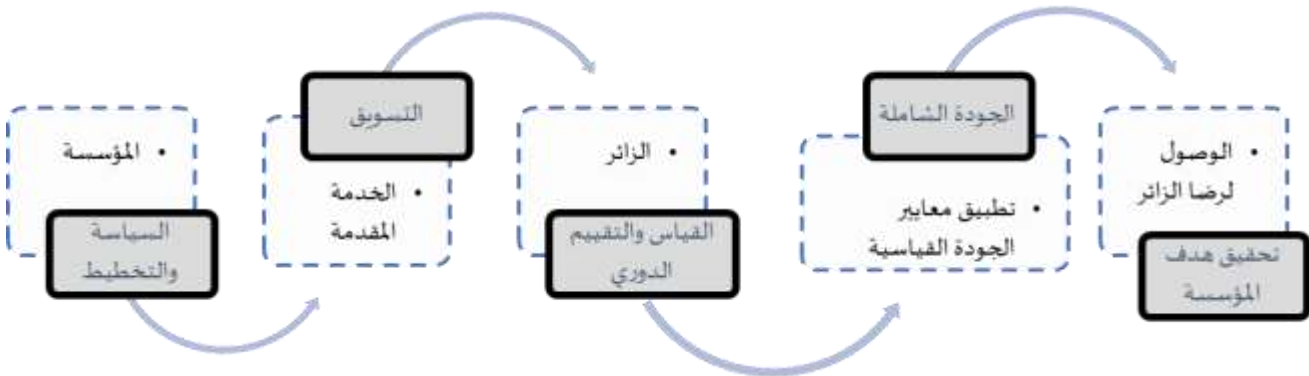 • المؤسسة
السياسة
والتخطيط
التسويق
• الخدمة
المقدمة
• الزائر
القياس والتقييم
الدوري
الجودة الشاملة
• تطبيق معايير
الجودة القياسية
• الوصول
لرضا الزائر
تحقيق هدف
المؤسسة